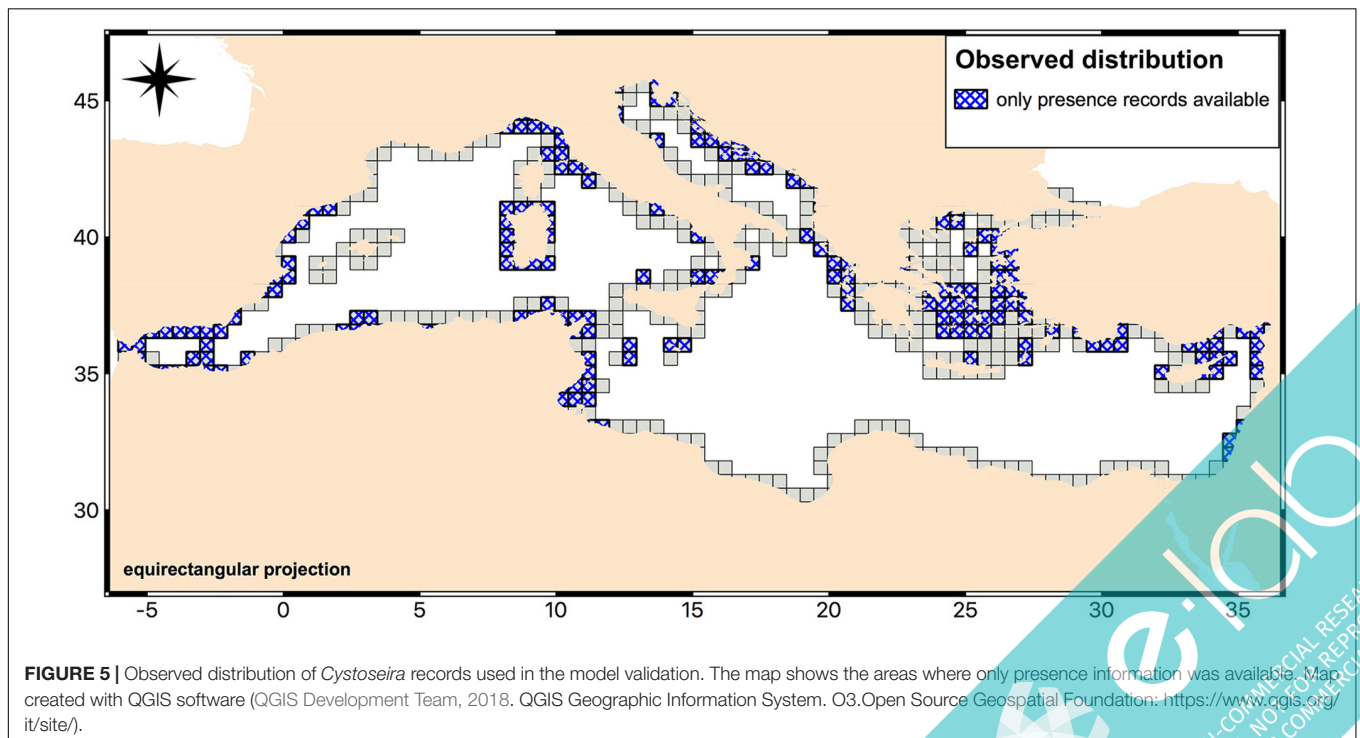 Observed distribution
only presence records available
45
40
35
30
equirectangular projection
-5 0 5 10 15 20 25 30 35
FIGURE 5 | Observed distribution of Cystoseira records used in the model validation. The map shows the areas where only presence information was available. Map
created with QGIS software (QGIS Development Team, 2018. QGIS Geographic Information System. O3.Open Source Geospatial Foundation: https://www.qgis.org/
it/site/).
e.lab
NOT FOR